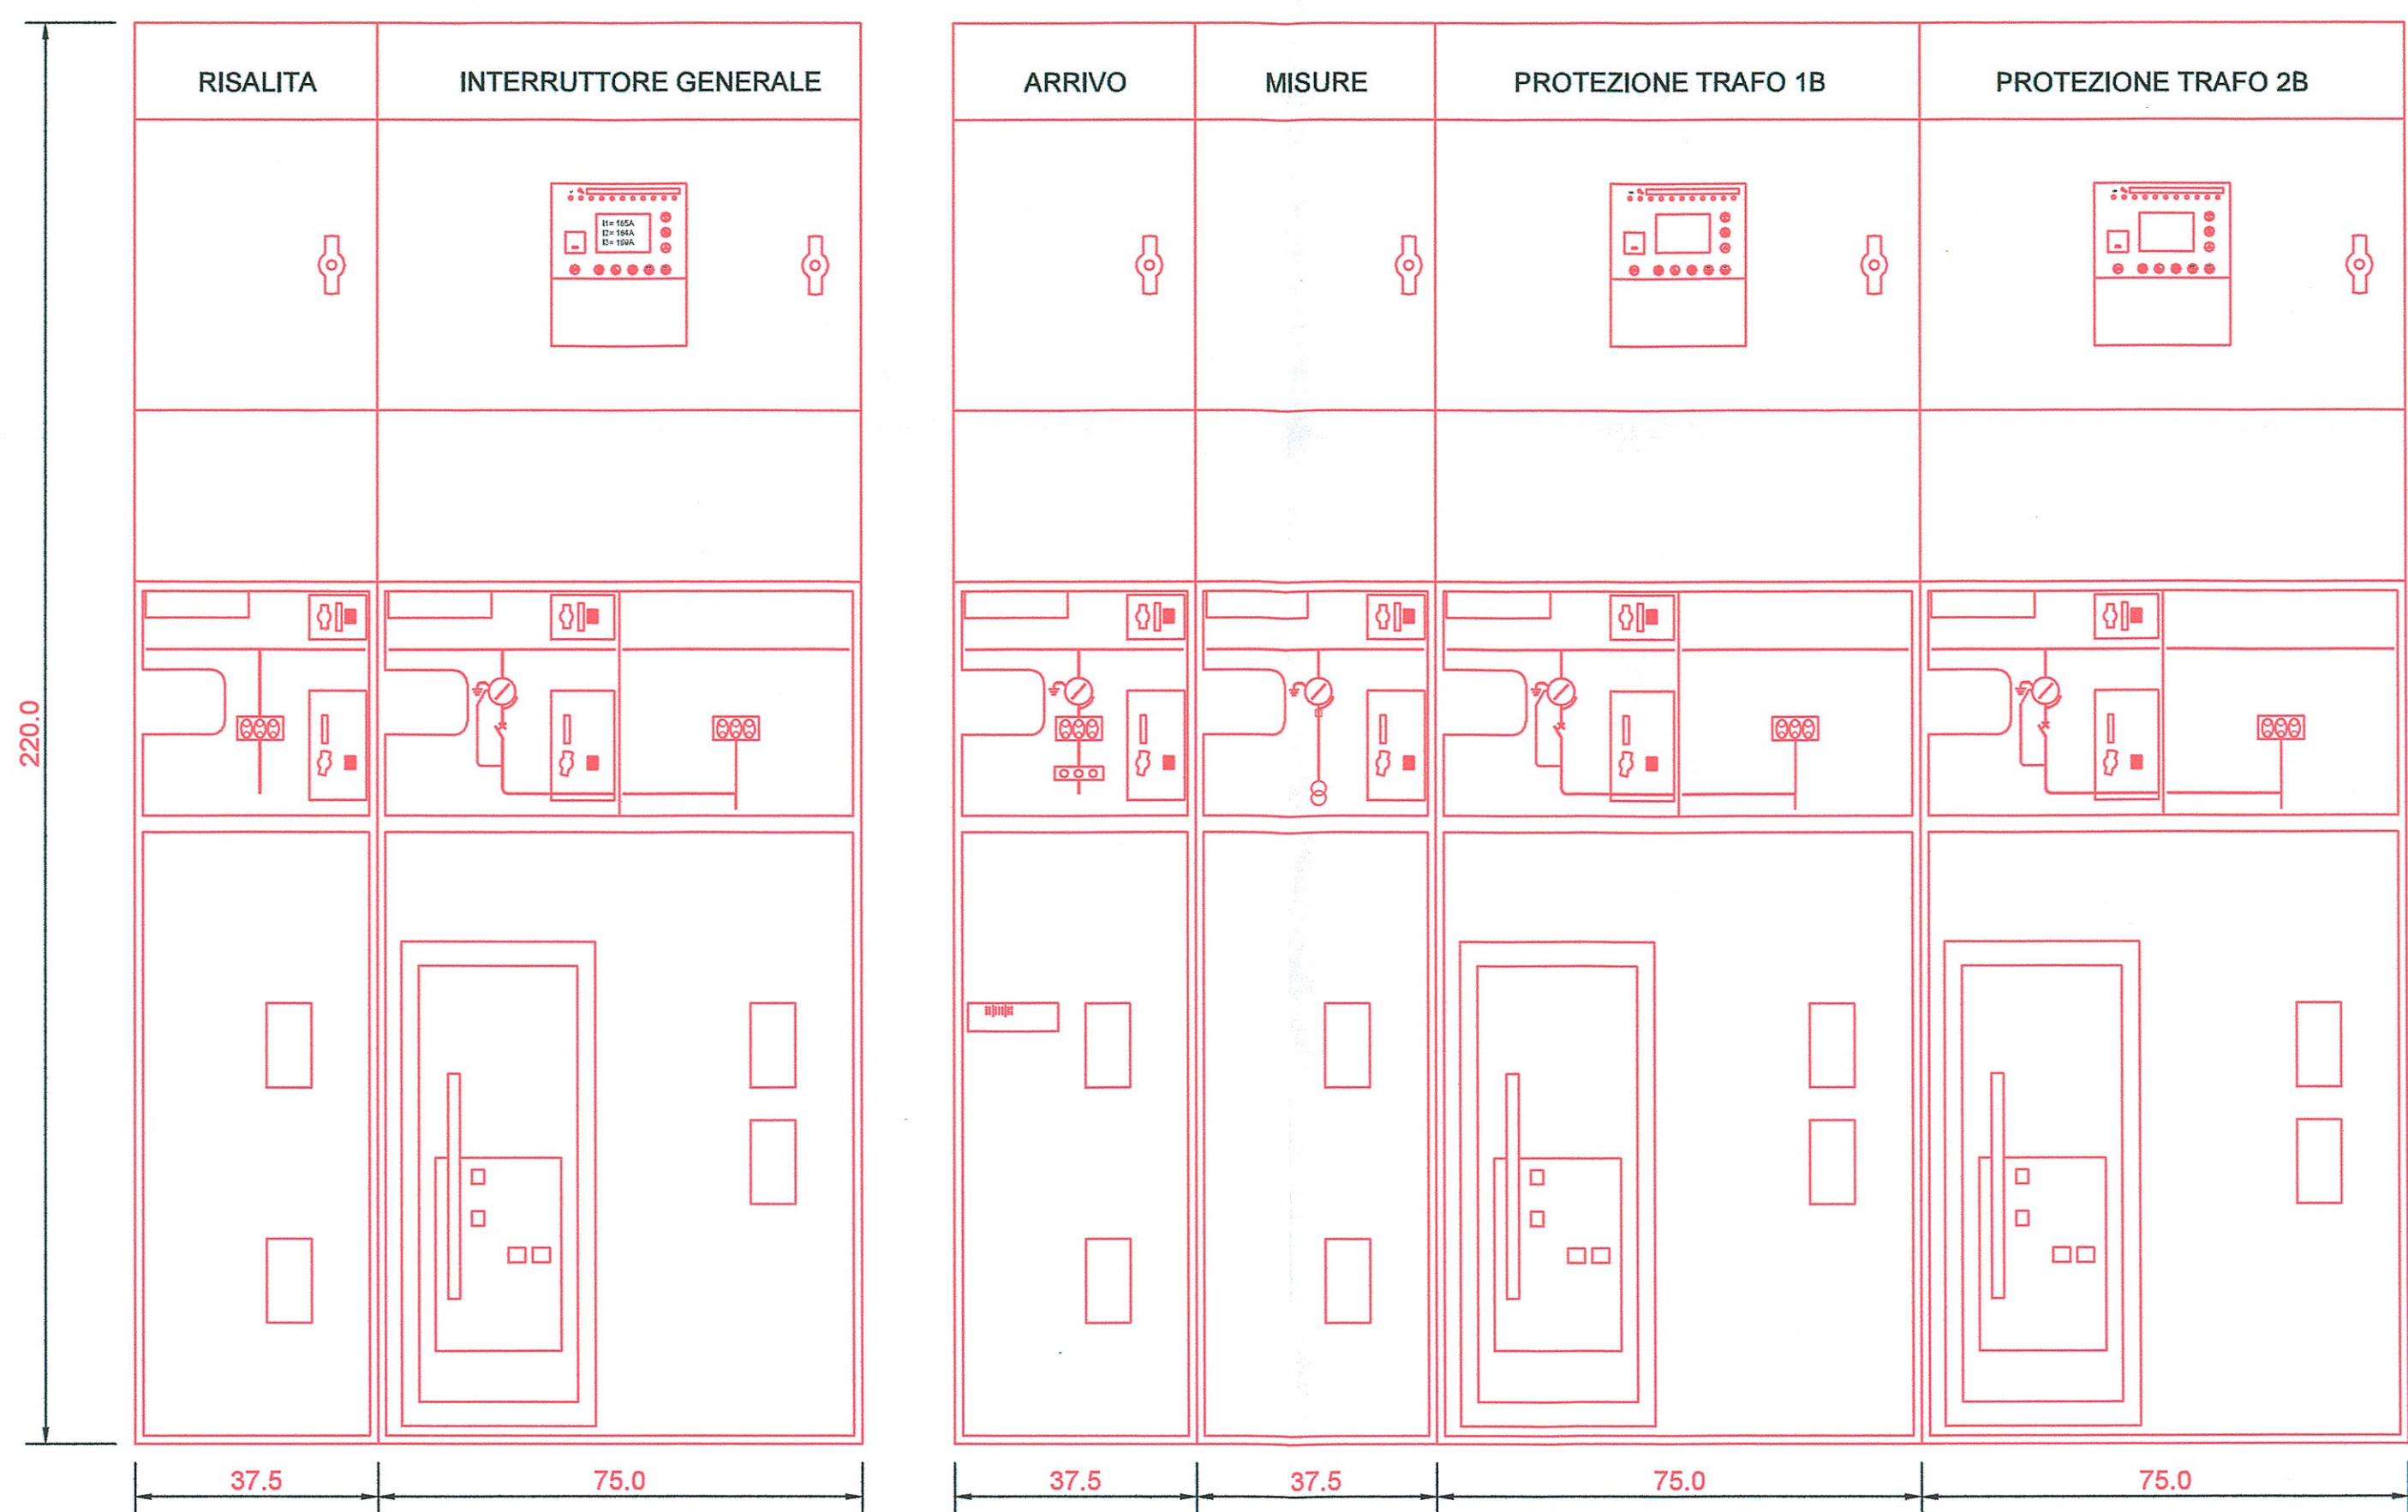 RISALITA
INTERRUTTORE GENERALE
ARRIVO
MISURE
PROTEZIONE TRAFO 1B
PROTEZIONE TRAFO 2B
I1= 165A
I2= 164A
I3= 169A
220.0
37.5
75.0
37.5
37.5
75.0
75.0